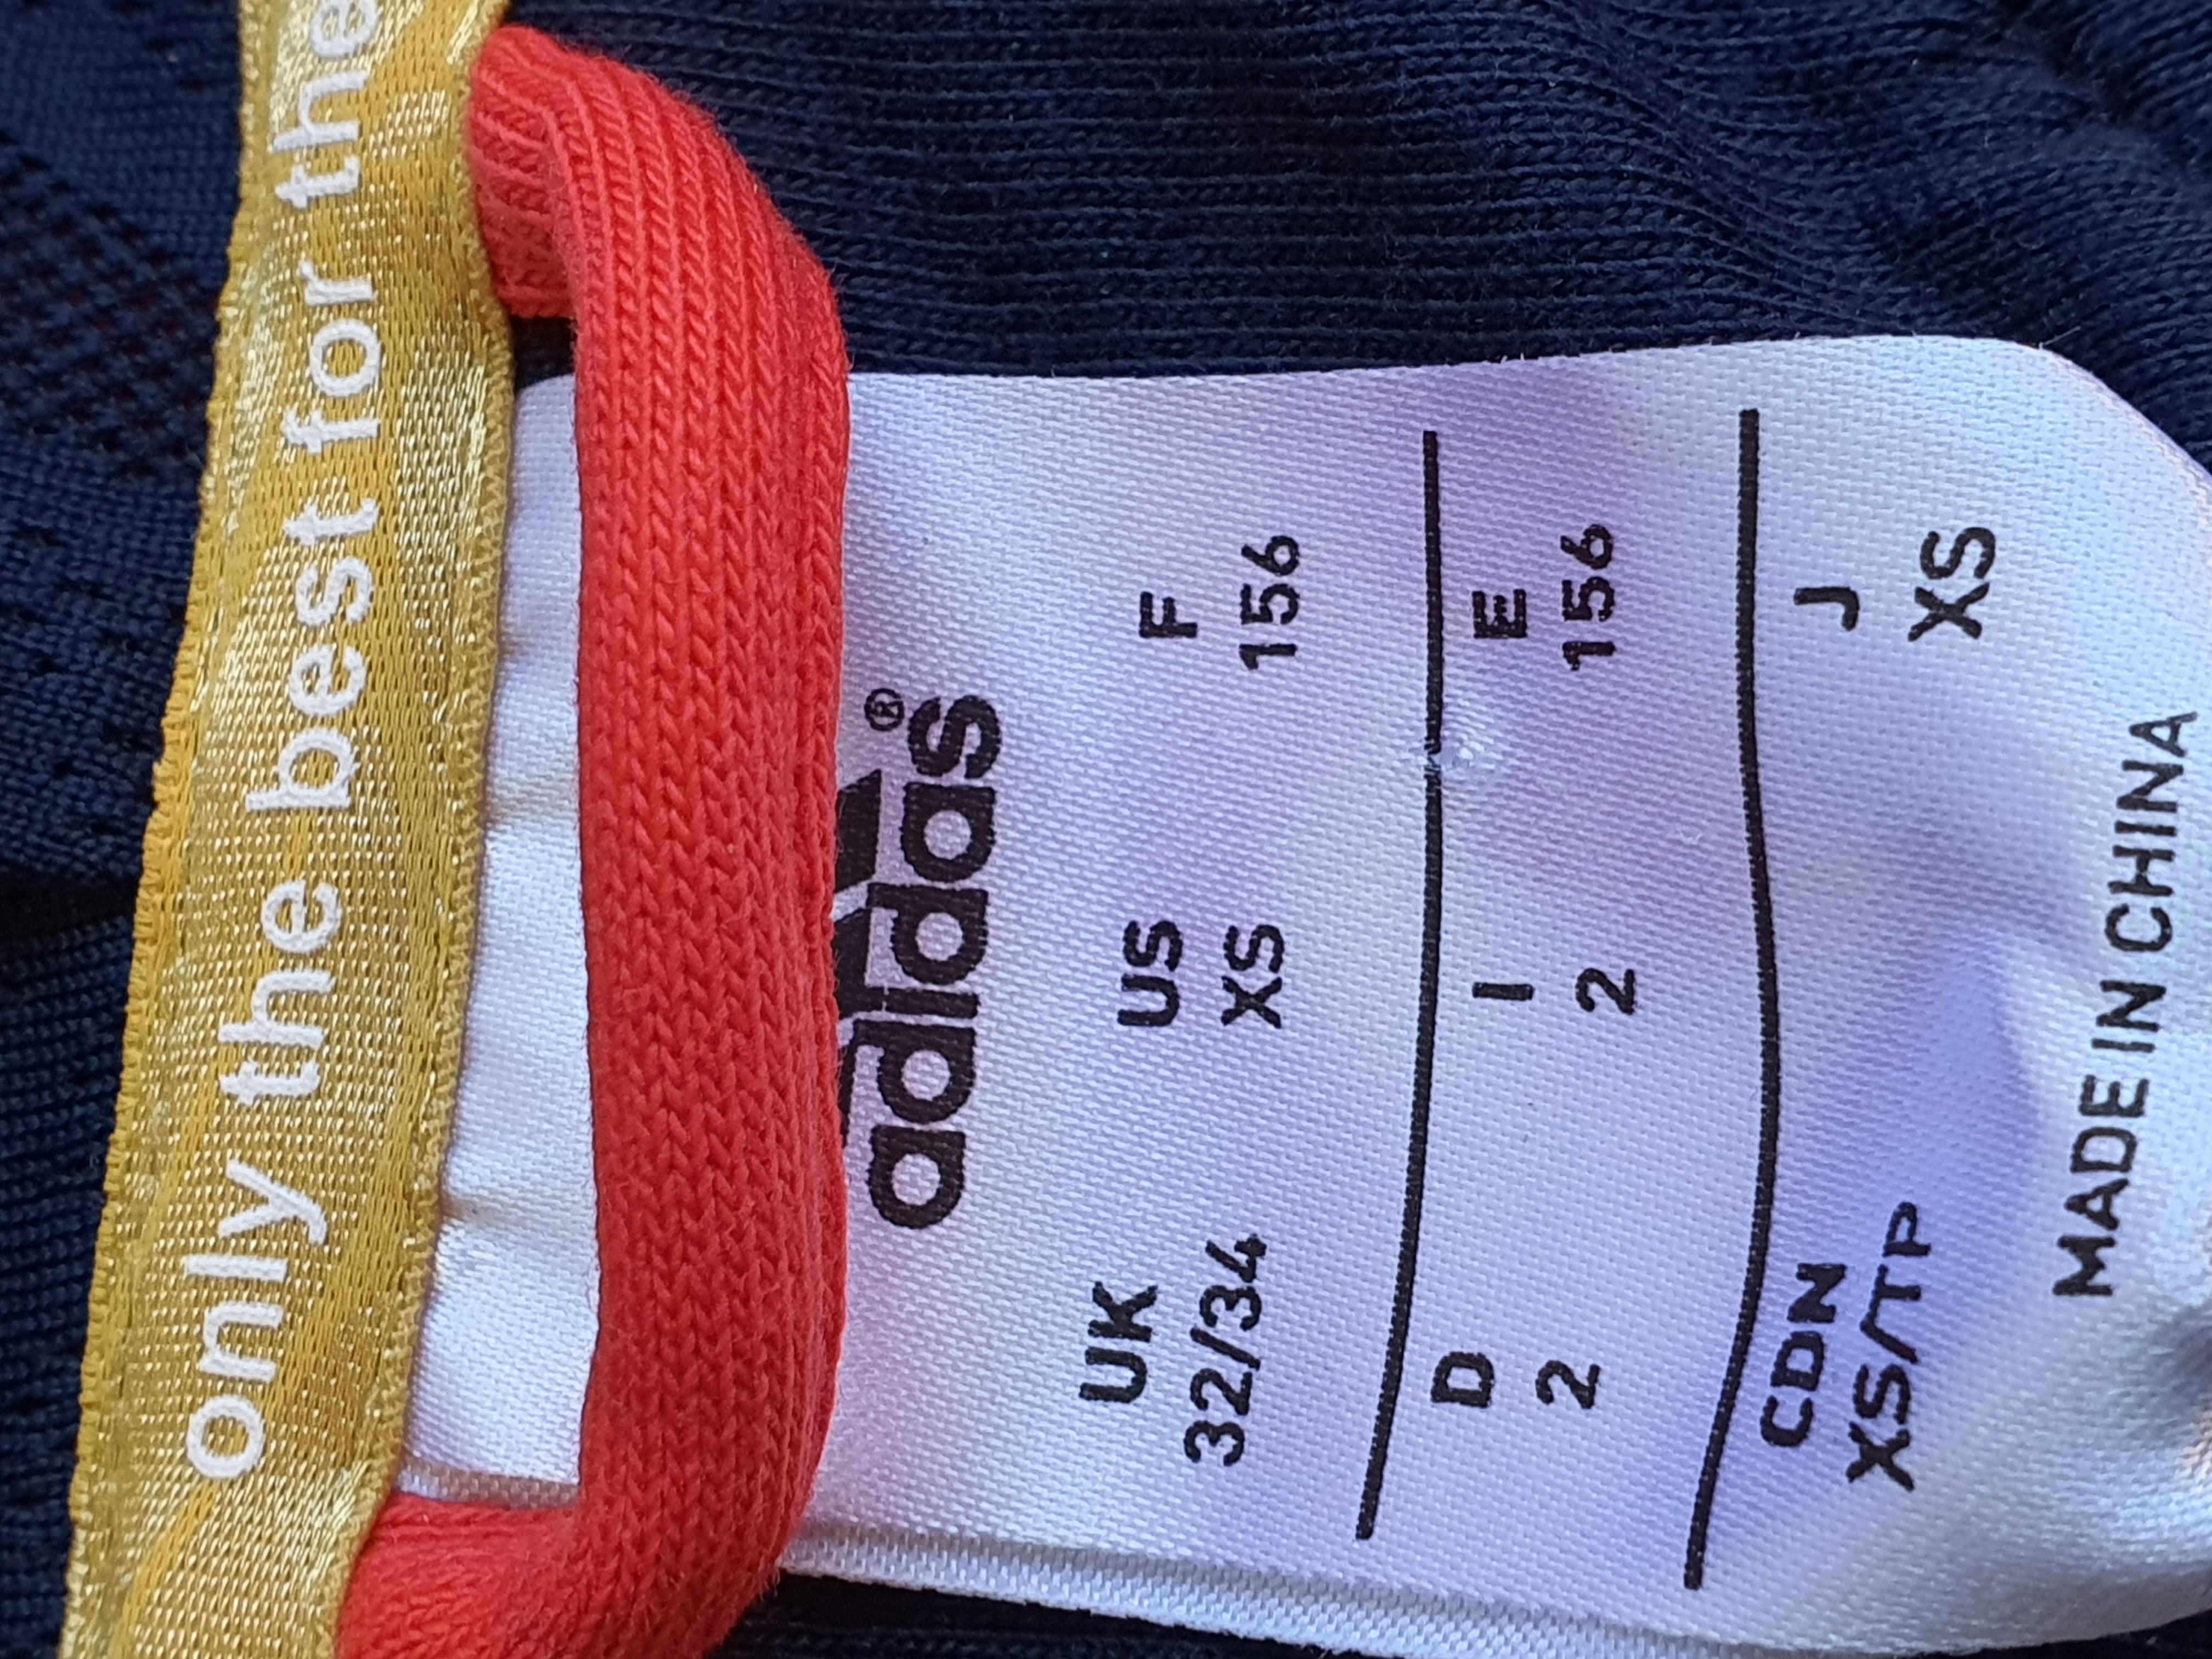 only the best for the
adidas®
UK US F
32/34 XS 156
D I E
2 2 156
CDN J
XS/TP XS
MADE IN CHINA